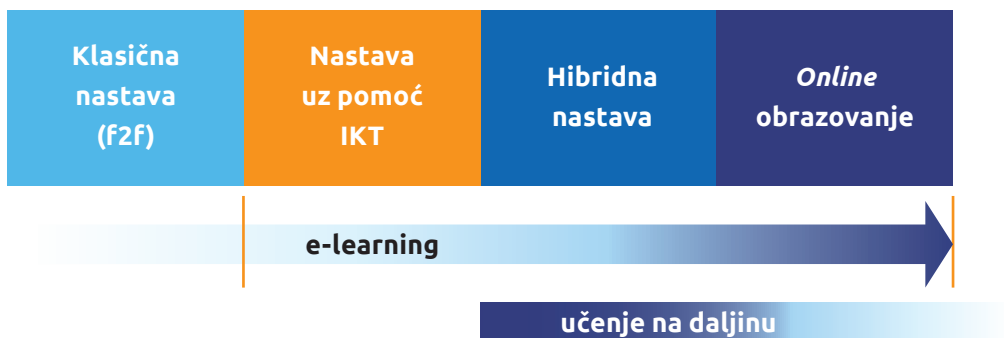 Klasična
nastava
(f2f)
Nastava
uz pomoć
IKT
Hibridna
nastava
Online
obrazovanje
e-learning
učenje na daljinu